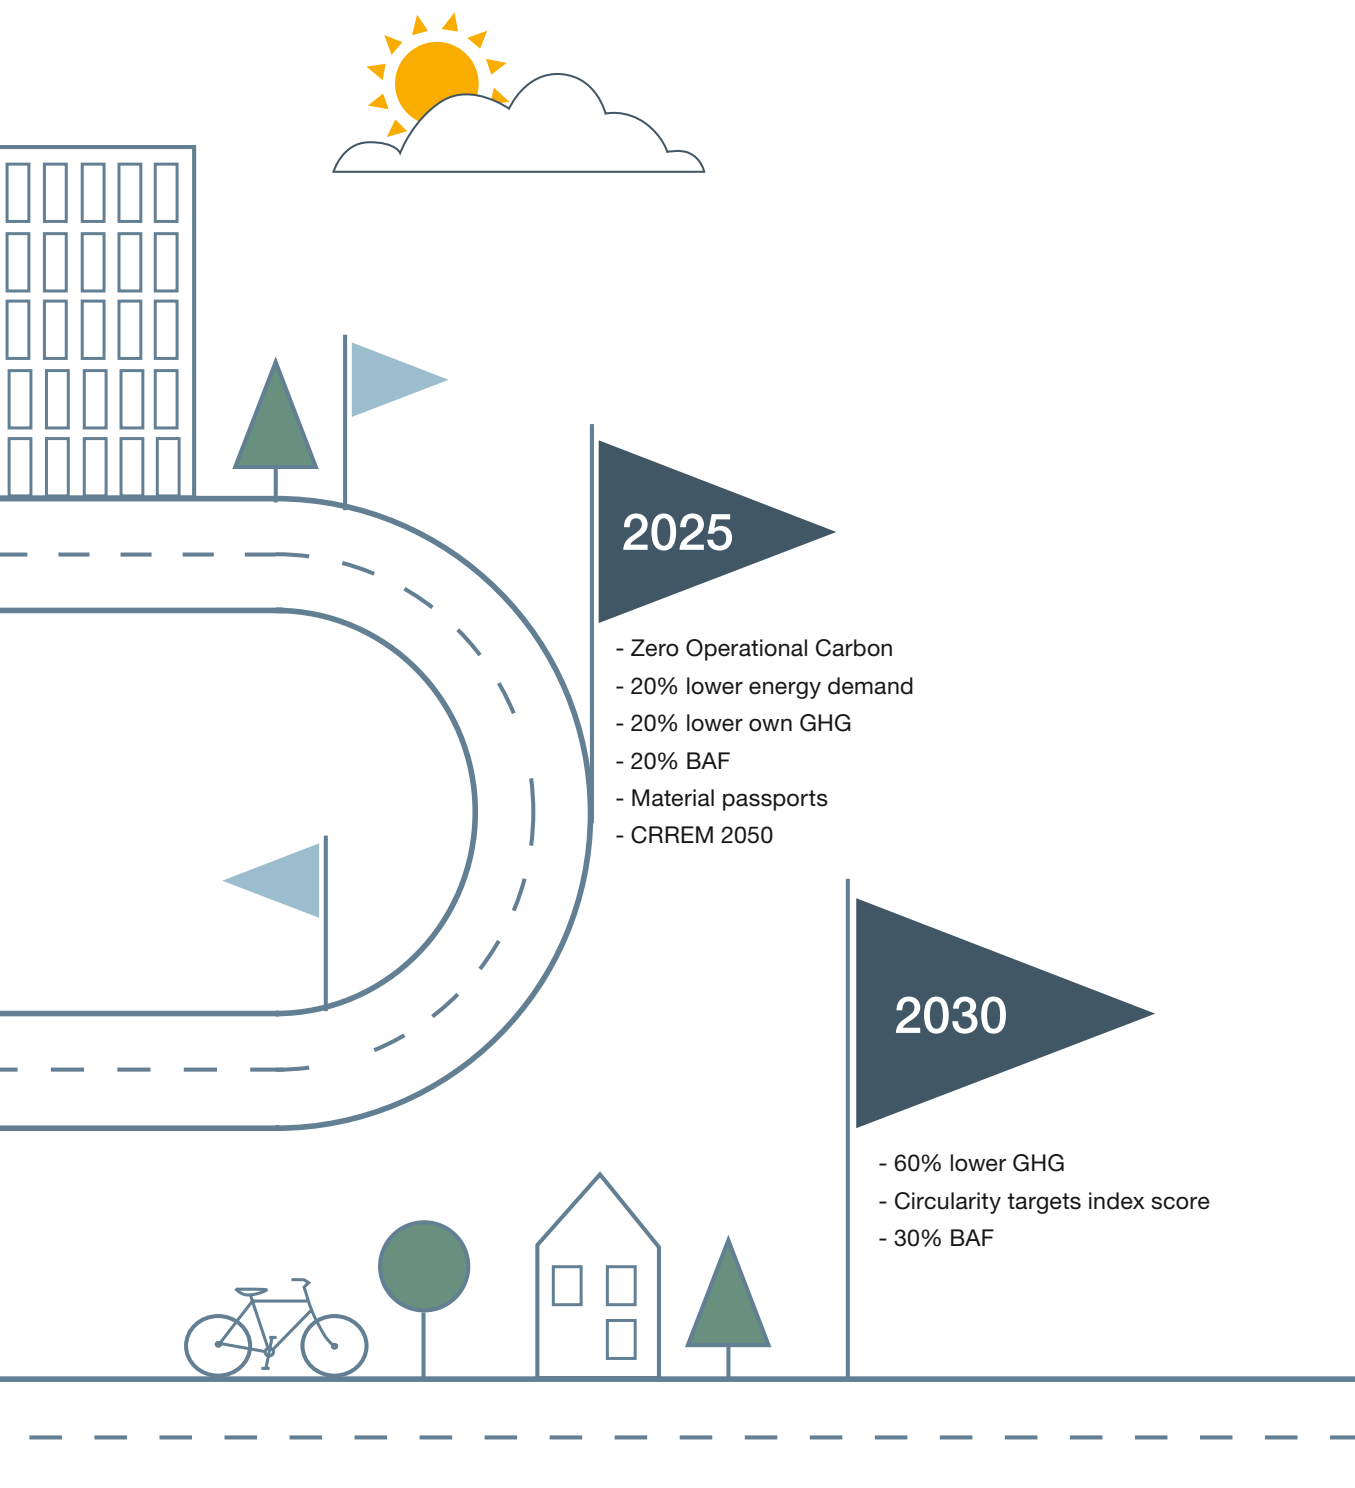 2025
- Zero Operational Carbon
- 20% lower energy demand
- 20% lower own GHG
- 20% BAF
- Material passports
- CRREM 2050
2030
- 60% lower GHG
- Circularity targets index score
- 30% BAF